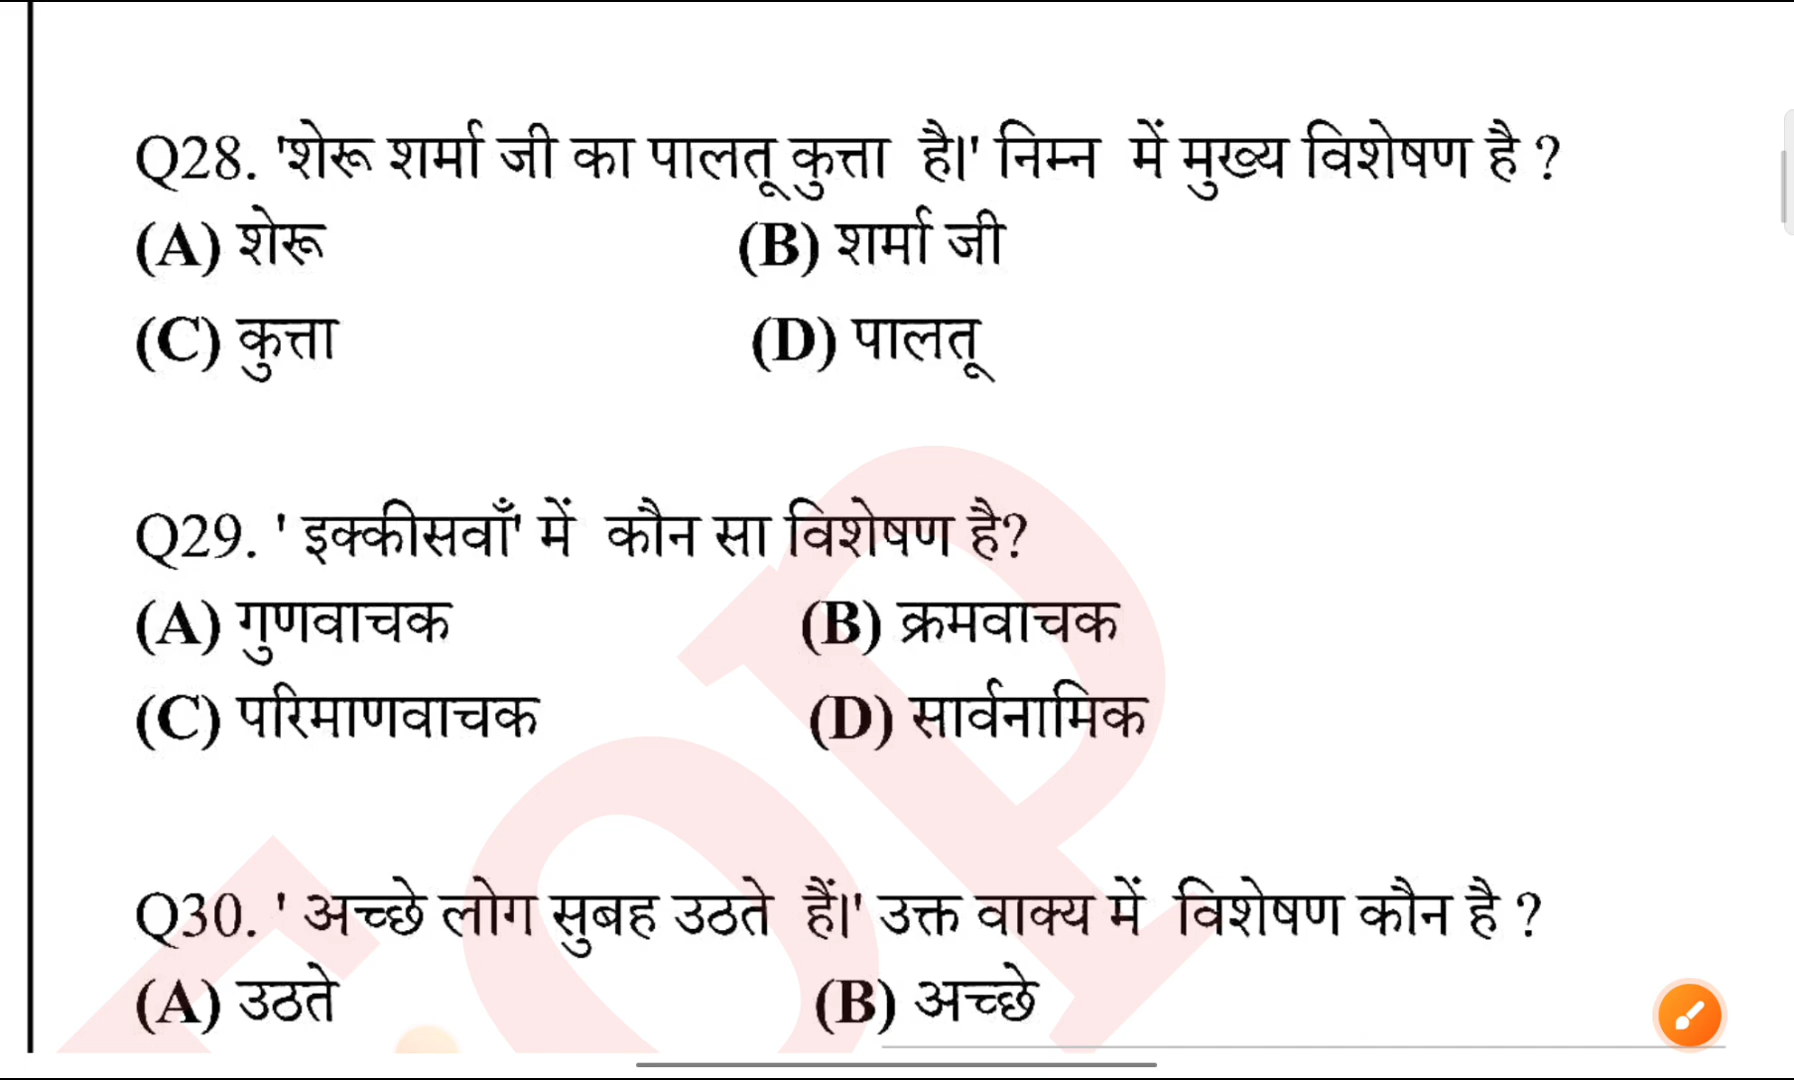 Q28. 'शेरू शर्मा जी का पालतू कुत्ता है।' निम्न में मुख्य विशेषण है ?
(A) शेरू (B) शर्मा जी
(C) कुत्ता (D) पालतू
Q29. ' इक्कीसवाँ' में कौन सा विशेषण है?
(A) गुणवाचक (B) क्रमवाचक
(C) परिमाणवाचक (D) सार्वनामिक
Q30. ' अच्छे लोग सुबह उठते हैं।' उक्त वाक्य में विशेषण कौन है ?
(A) उठते (B) अच्छे